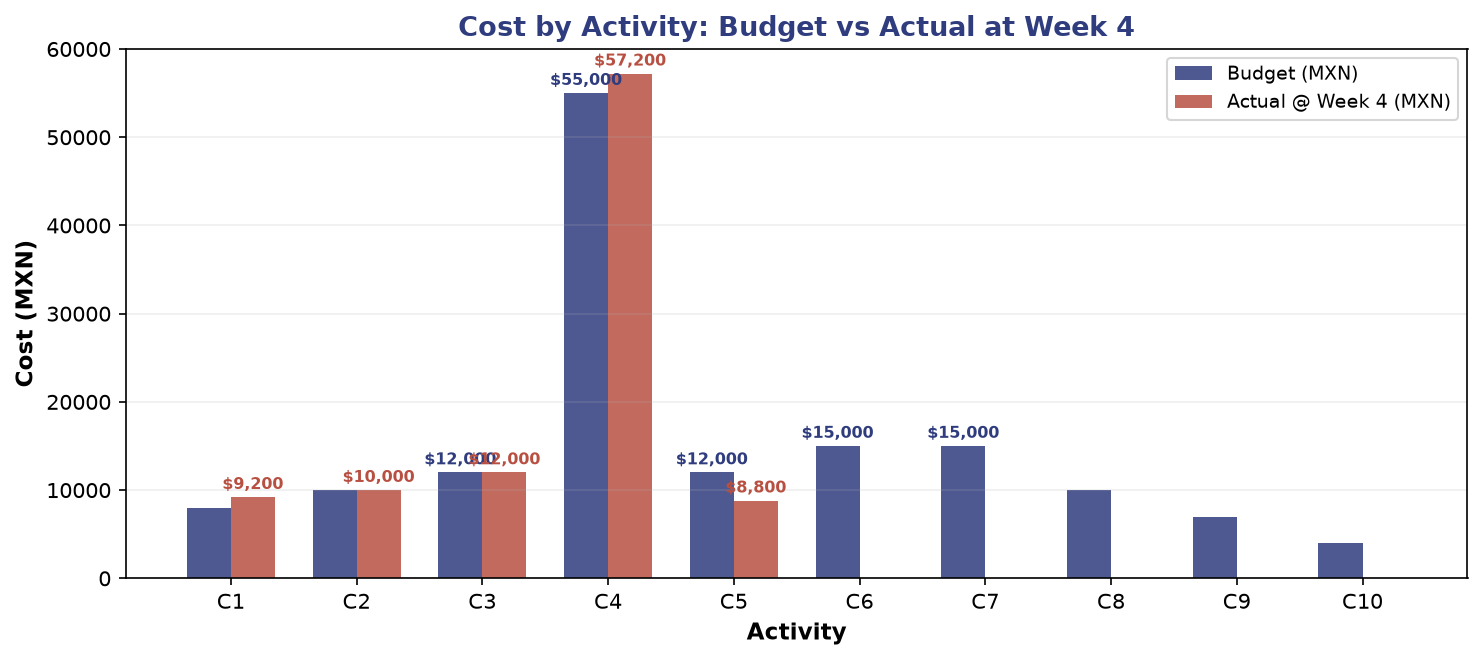 Cost by Activity: Budget vs Actual at Week 4
60000
50000
40000
30000
20000
10000
0
Cost (MXN)
Budget (MXN)
Actual @ Week 4 (MXN)
$9,200
$10,000
$12,000
$12,000
$55,000
$57,200
$12,000
$8,800
$15,000
$15,000
C1 C2 C3 C4 C5 C6 C7 C8 C9 C10
Activity